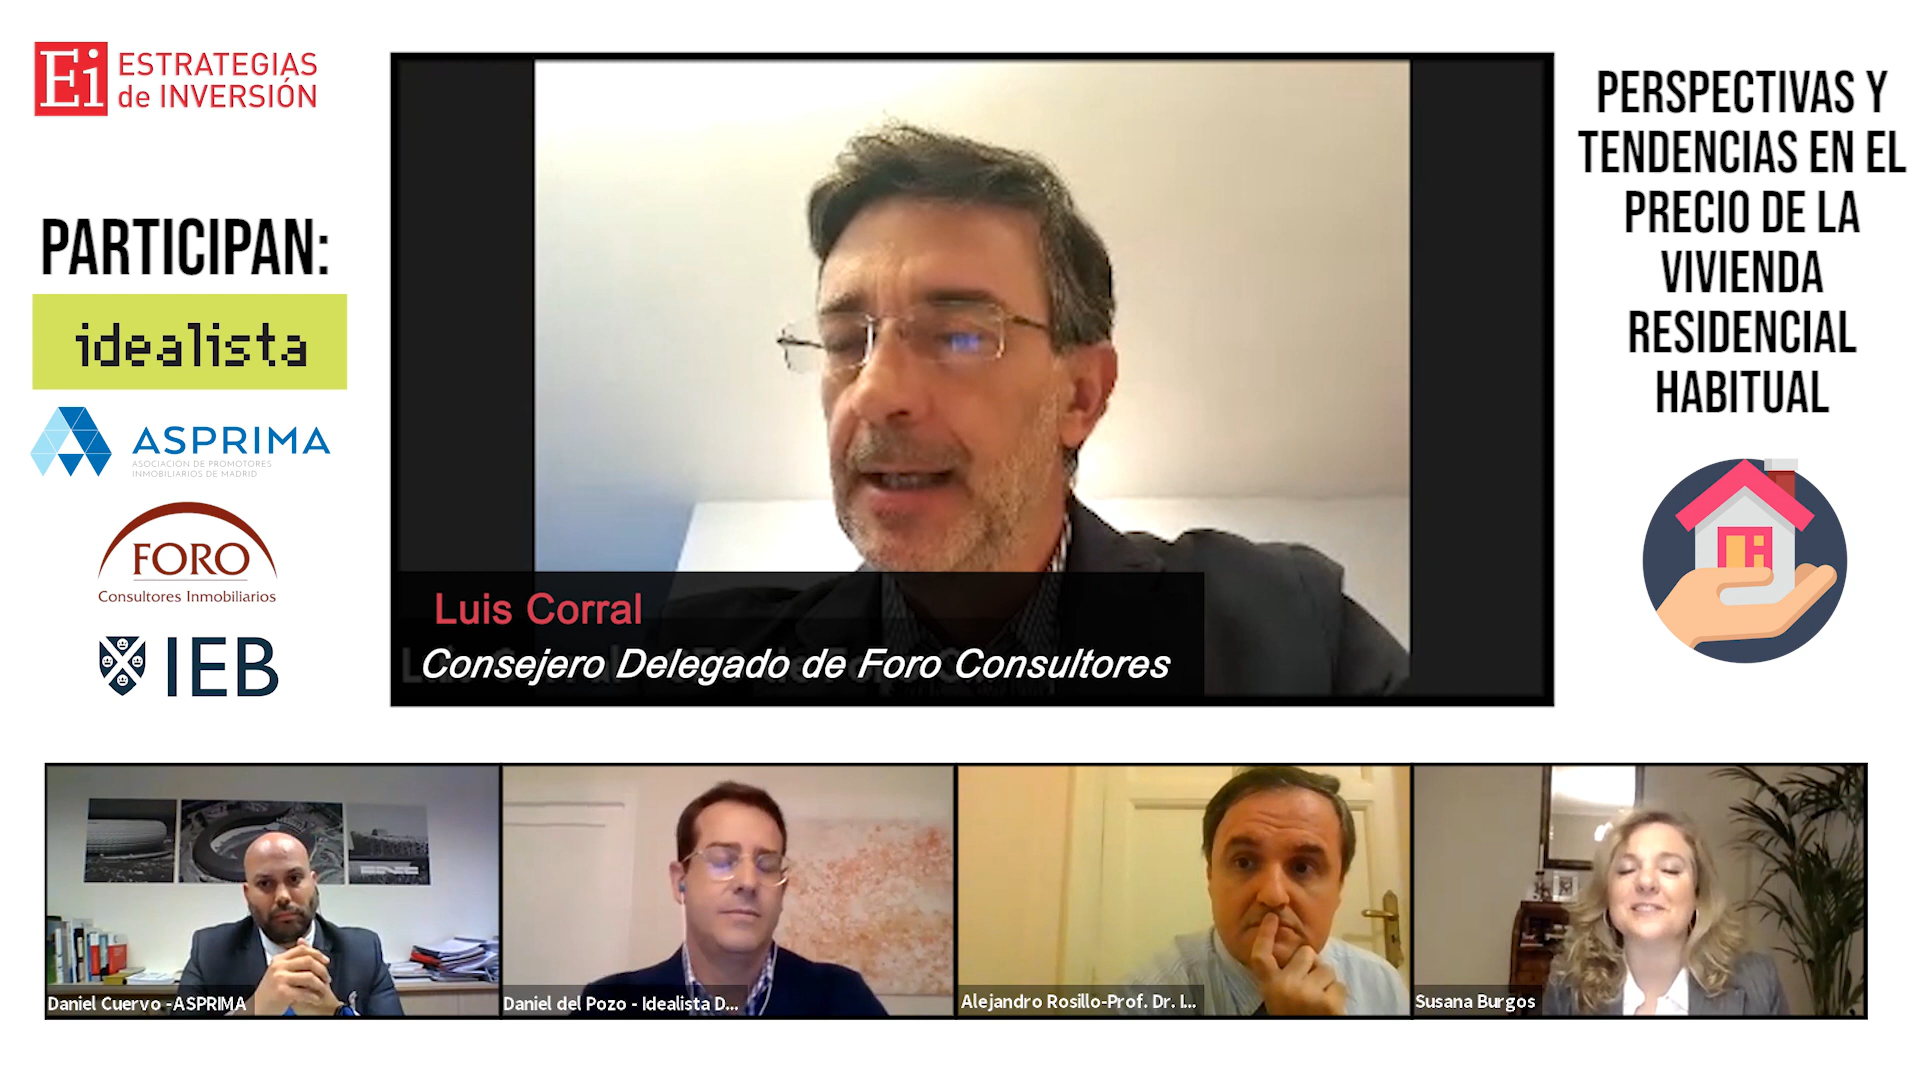 Ei ESTRATEGIAS
de INVERSIÓN
PARTICIPAN:
idealista
ASPRIMA
ASOCIACION DE PROMOTORES
INMOBILIARIOS DE MADRID
FORO
Consultores Inmobiliarios
IEB
Luis Corral
Consejero Delegado de Foro Consultores
PERSPECTIVAS Y
TENDENCIAS EN EL
PRECIO DE LA
VIVIENDA
RESIDENCIAL
HABITUAL
Daniel Cuervo -ASPRIMA
Daniel del Pozo - Idealista D...
Alejandro Rosillo-Prof. Dr. I...
Susana Burgos